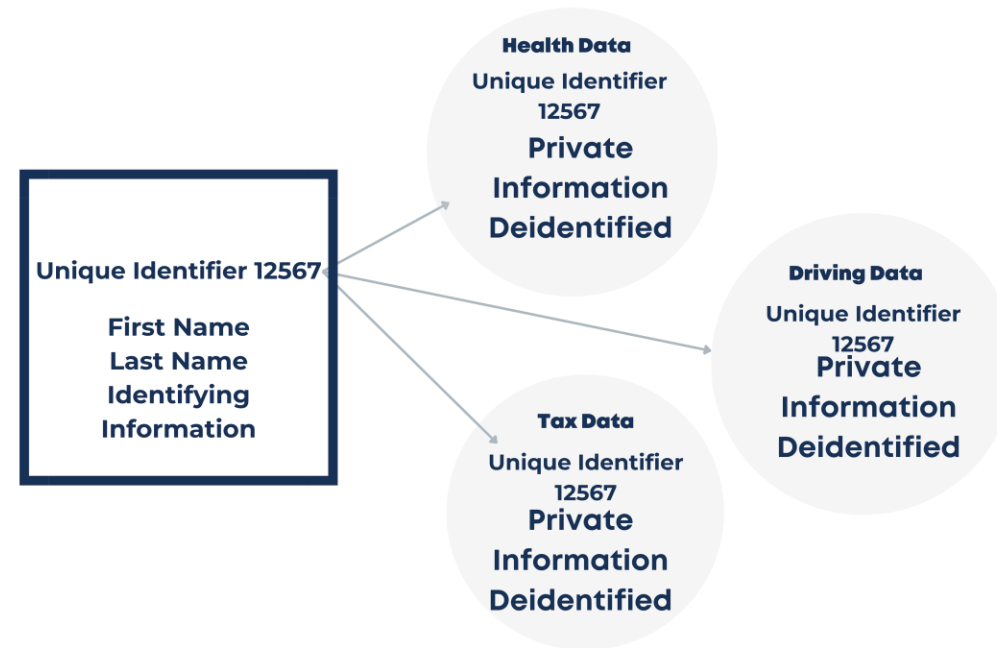 Health Data
Unique Identifier
12567
Private
Information
Deidentified
Unique Identifier 12567
First Name
Last Name
Identifying
Information
Driving Data
Unique Identifier
12567
Private
Information
Deidentified
Tax Data
Unique Identifier
12567
Private
Information
Deidentified